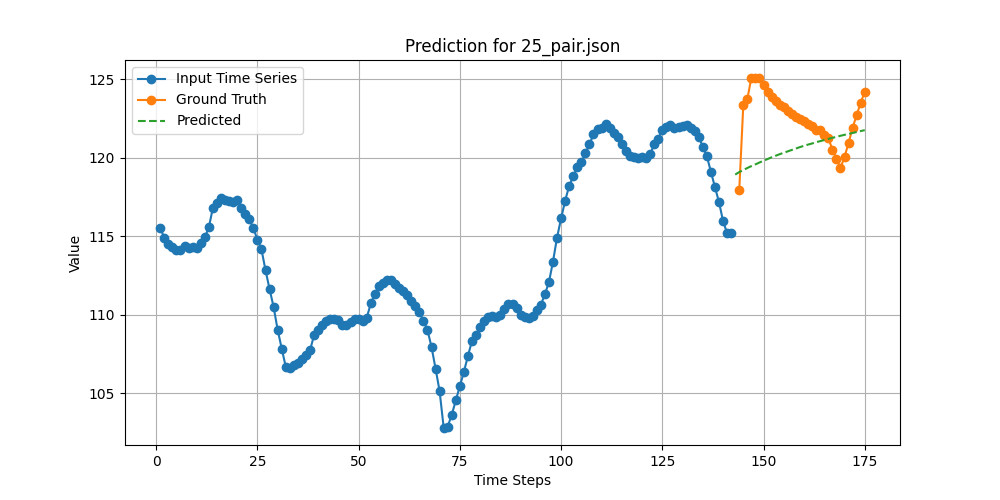 Prediction for 25_pair.json
Input Time Series
Ground Truth
Predicted
Value
125
120
115
110
105
0 25 50 75 100 125 150 175
Time Steps